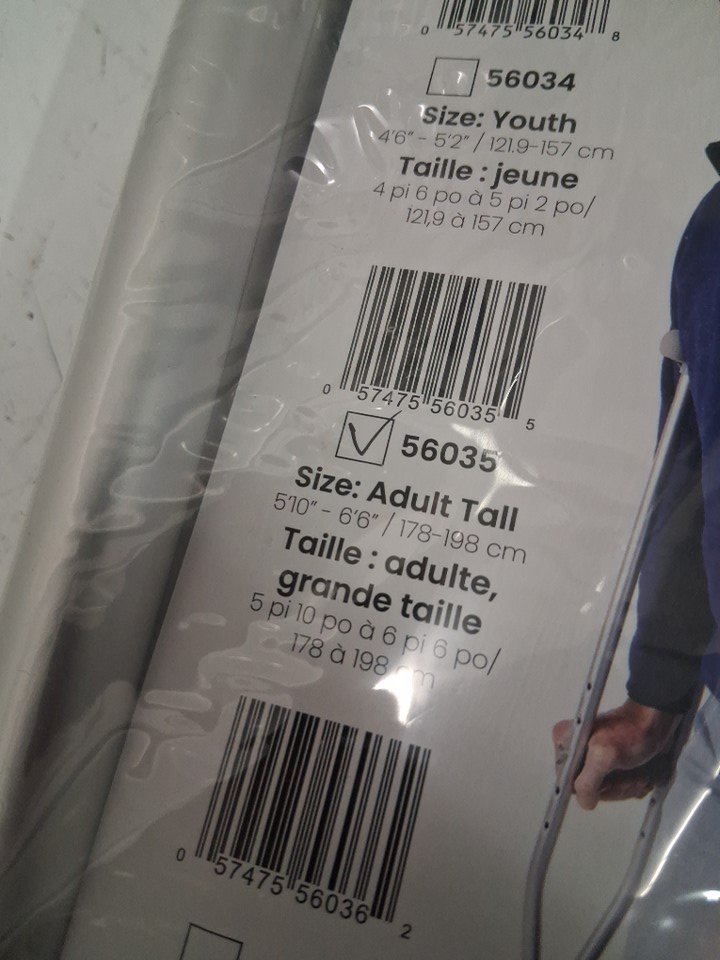 0 57475 56034 8
56034
Size: Youth
4'6" - 5'2" / 121.9-157 cm
Taille : jeune
4 pi 6 po à 5 pi 2 po/
121,9 à 157 cm
0 57475 56035 5
56035
Size: Adult Tall
5'10" - 6'6" / 178-198 cm
Taille : adulte,
grande taille
5 pi 10 po à 6 pi 6 po/
178 à 198 cm
0 57475 56036 2